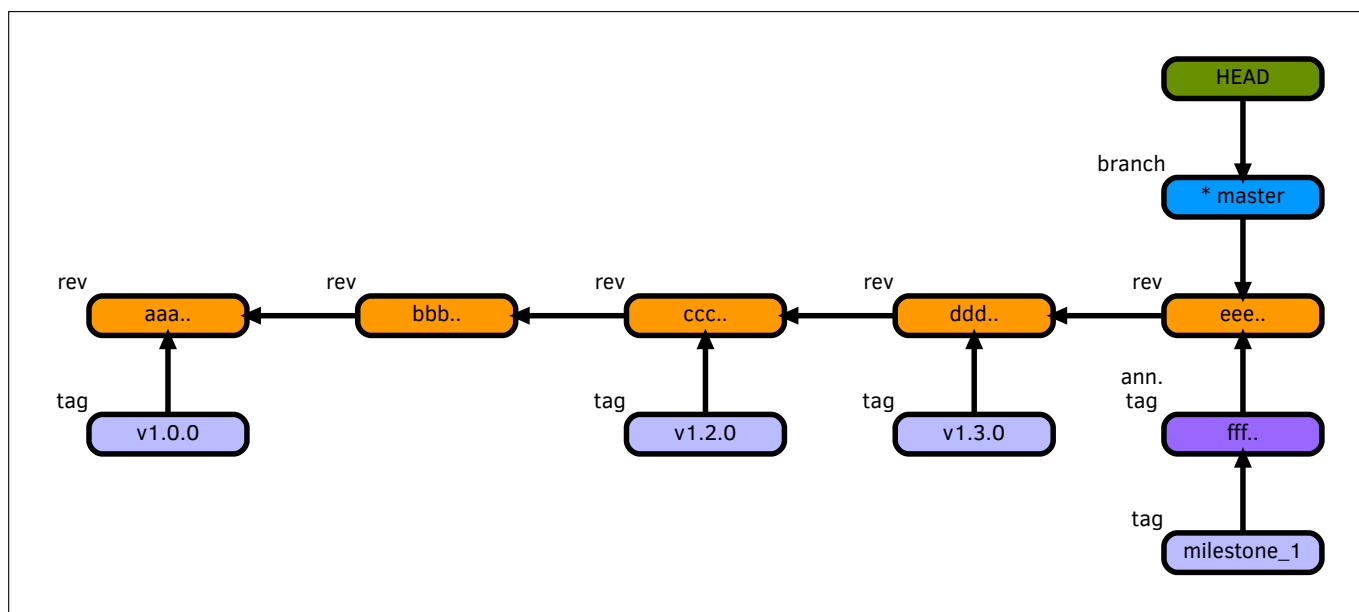 HEAD
branch
* master
rev
rev
rev
rev
rev
aaa..
bbb..
ccc..
ddd..
eee..
ann.
tag
tag
tag
tag
v1.0.0
v1.2.0
v1.3.0
fff..
tag
milestone_1